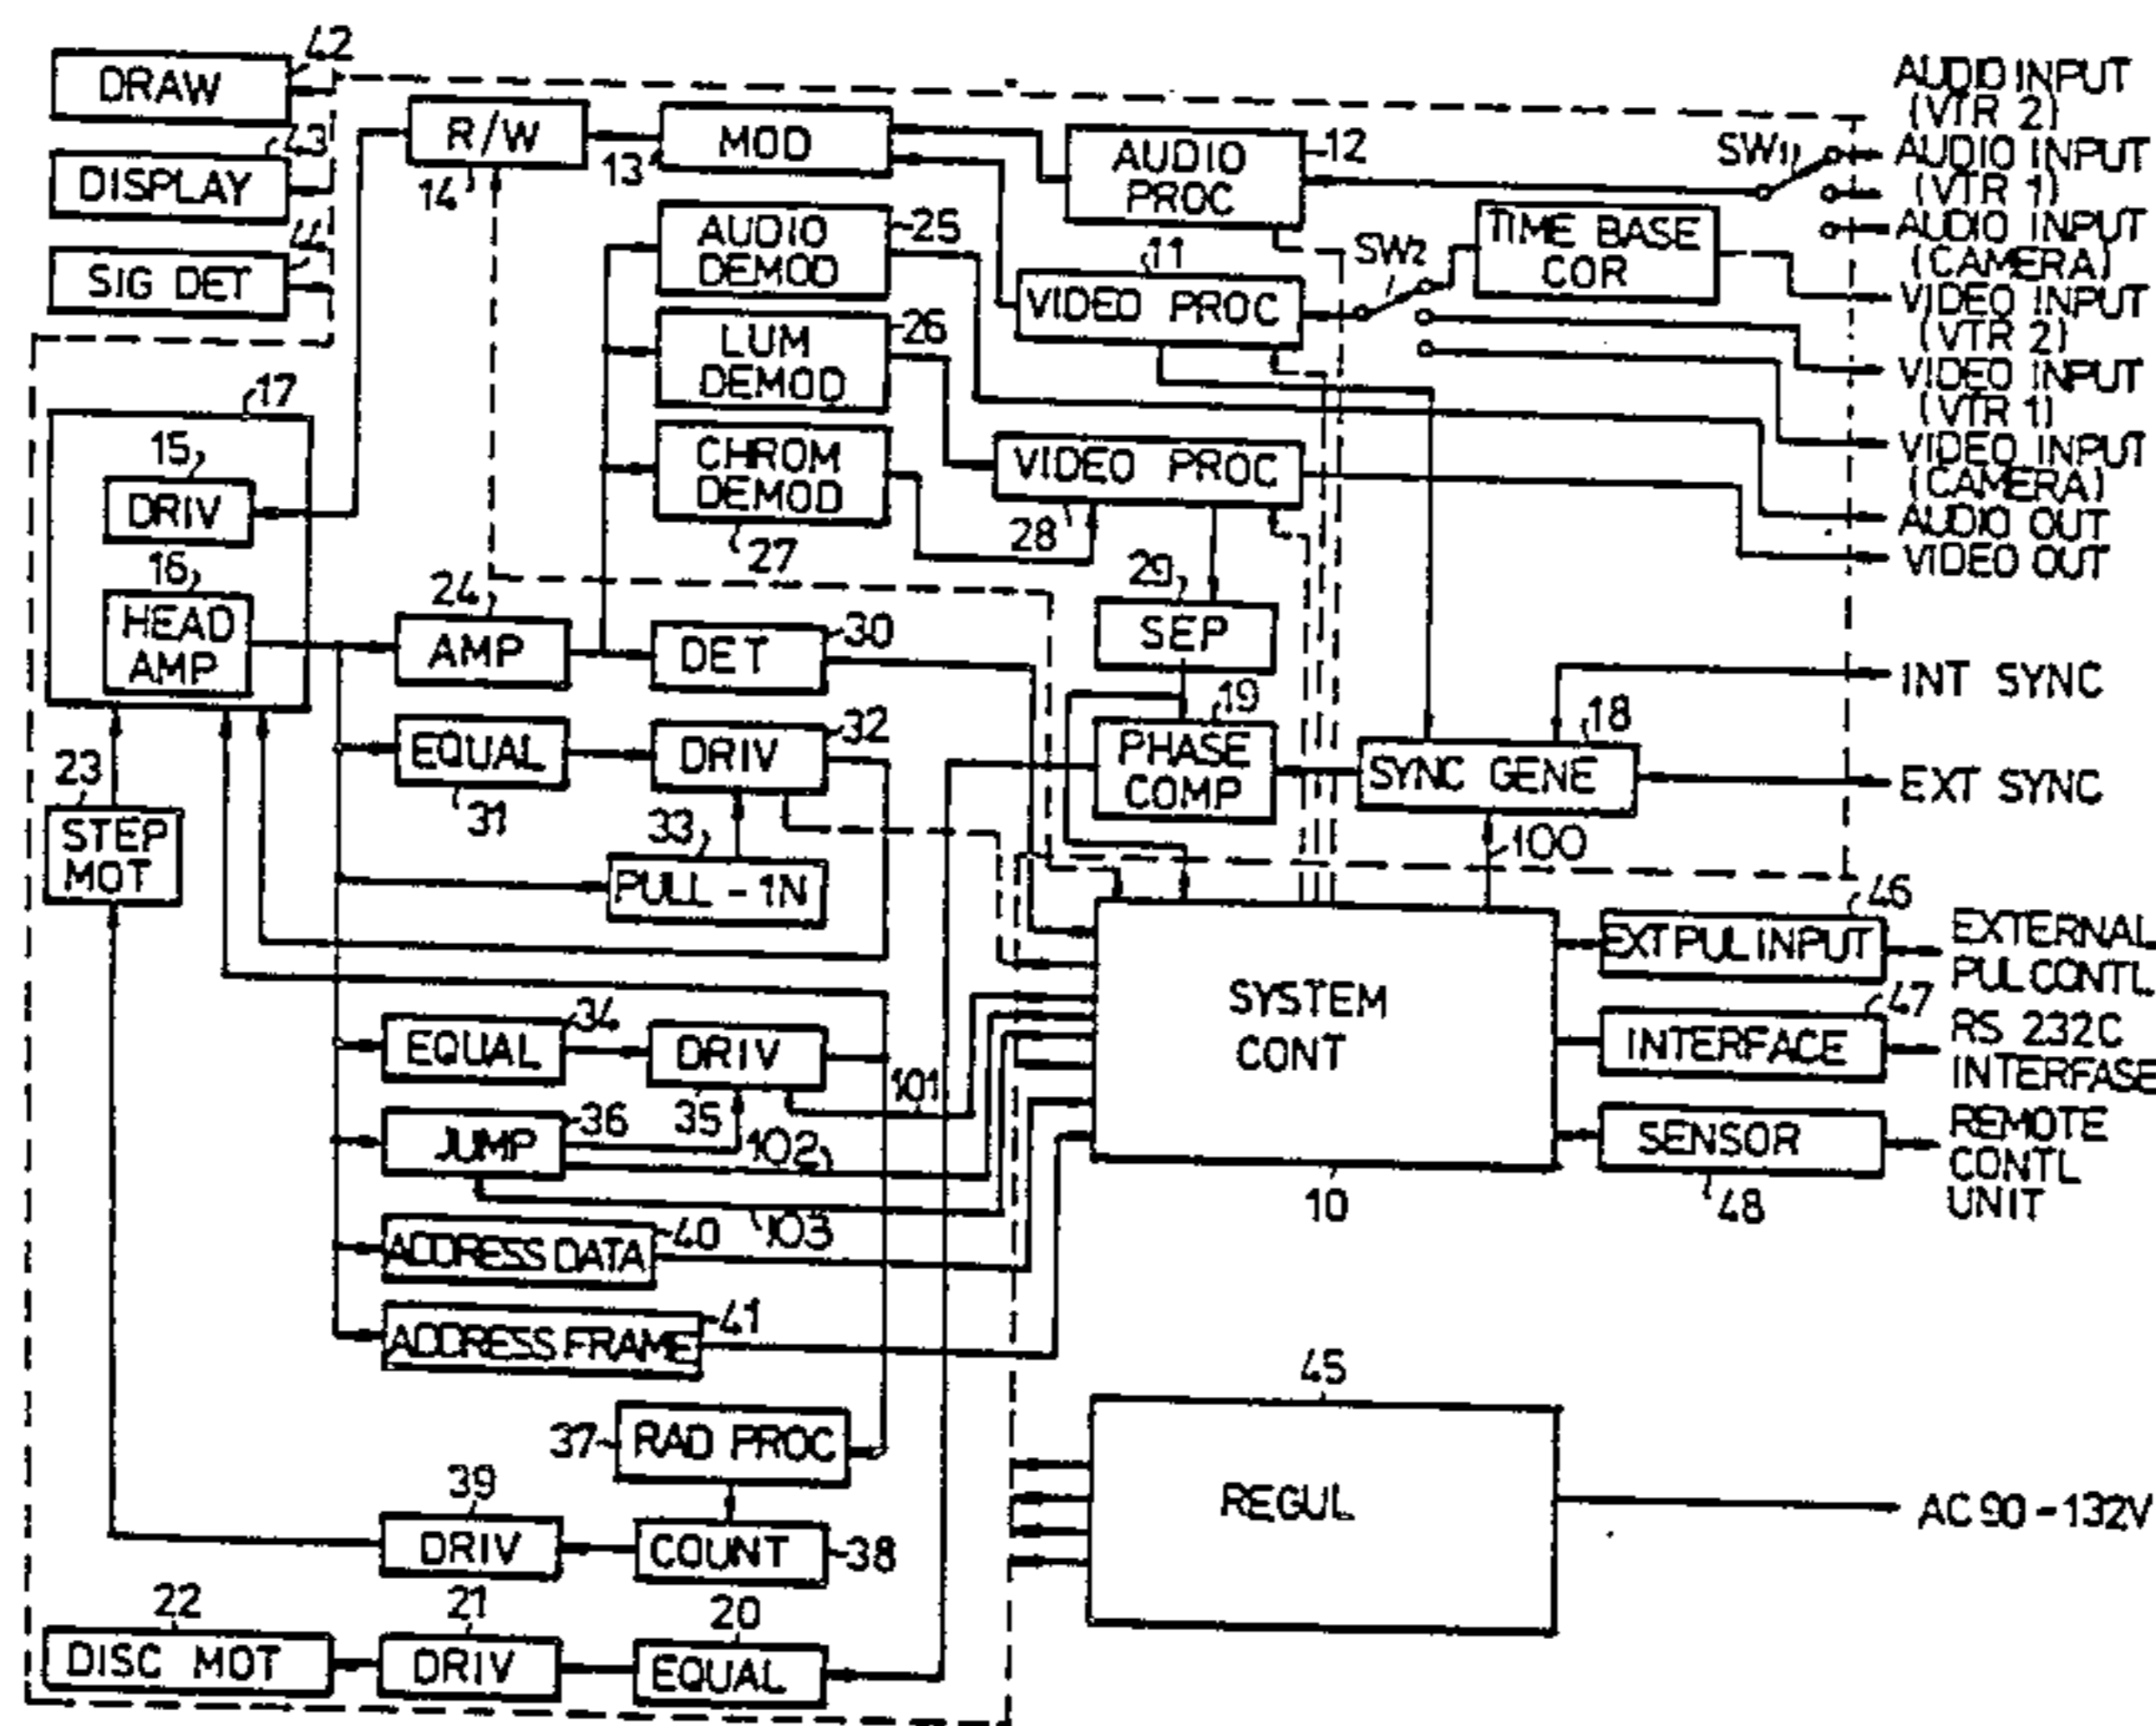 42
DRAW
43
DISPLAY
44
SIG DET
R/W
14
13
MOD
AUDIO
PROC
12
SW1
AUDIO INPUT
(VTR 2)
AUDIO INPUT
(VTR 1)
AUDIO INPUT
(CAMERA)
VIDEO INPUT
(VTR 2)
VIDEO INPUT
(VTR 1)
VIDEO INPUT
(CAMERA)
AUDIO OUT
VIDEO OUT
AUDIO
DEMOD
25
11
VIDEO PROC
SW2
TIME BASE
COR
LUM
DEMOD
26
CHROM
DEMOD
27
VIDEO PROC
28
17
15
DRIV
16
HEAD
AMP
24
AMP
DET
30
29
SEP
19
PHASE
COMP
18
SYNC GENE
INT SYNC
EXT SYNC
100
23
STEP
MOT
EQUAL
31
DRIV
32
33
PULL-1N
SYSTEM
CONT
10
46
EXT PUL INPUT
EXTERNAL
PUL CONTL
47
INTERFACE
RS 232C
INTERFASE
SENSOR
48
REMOTE
CONTL
UNIT
34
EQUAL
DRIV
35
101
36
JUMP
102
103
40
ADDRESS DATA
41
ADDRESS FRAME
37
RAD PROC
45
REGUL
AC 90-132V
39
DRIV
COUNT
38
22
DISC MOT
21
DRIV
20
EQUAL